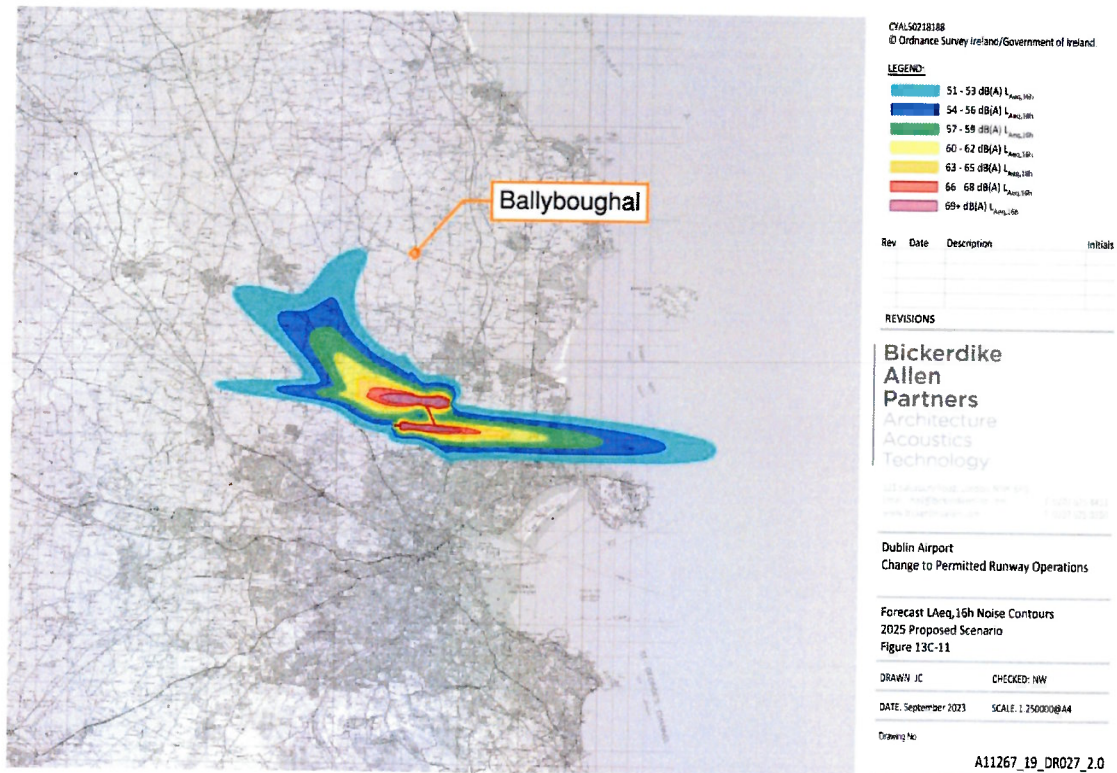 Ballyboughal
CYAL50218188
© Ordnance Survey Ireland/Government of Ireland
LEGEND:
51 - 53 dB(A) LAeq,16h
54 - 56 dB(A) LAeq,16h
57 - 59 dB(A) LAeq,16h
60 - 62 dB(A) LAeq,16h
63 - 65 dB(A) LAeq,16h
66 68 dB(A) LAeq,16h
69+ dB(A) LAeq,16h
Rev Date Description Initials
REVISIONS
Bickerdike
Allen
Partners
Architecture
Acoustics
Technology
Dublin Airport
Change to Permitted Runway Operations
Forecast LAeq,16h Noise Contours
2025 Proposed Scenario
Figure 13C-11
DRAWN: JC CHECKED: NW
DATE: September 2023 SCALE: 1:250000@A4
Drawing No
A11267_19_DR027_2.0